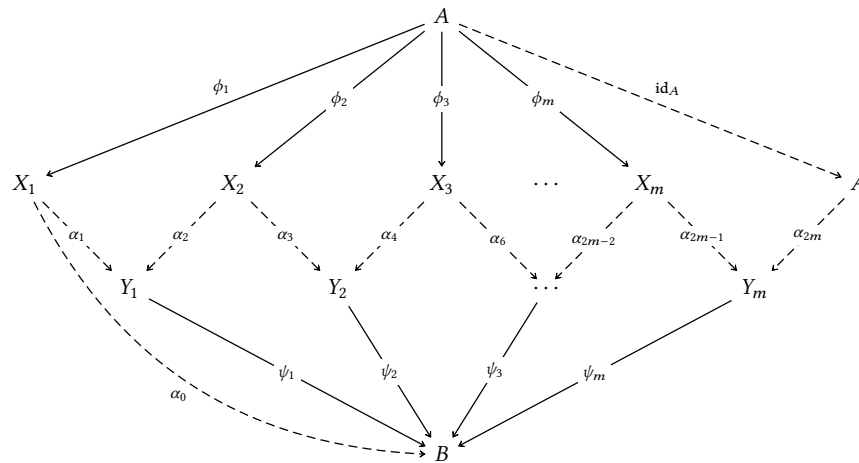 A
ϕ₁ ϕ₂ ϕ₃ ϕₘ id_A
X₁ X₂ X₃ ⋯ Xₘ A
α₁ α₂ α₃ α₄ α₆ α₂ₘ₋₂ α₂ₘ₋₁ α₂ₘ
Y₁ Y₂ ⋯ Yₘ
ψ₁ ψ₂ ψ₃ ψₘ
α₀
B